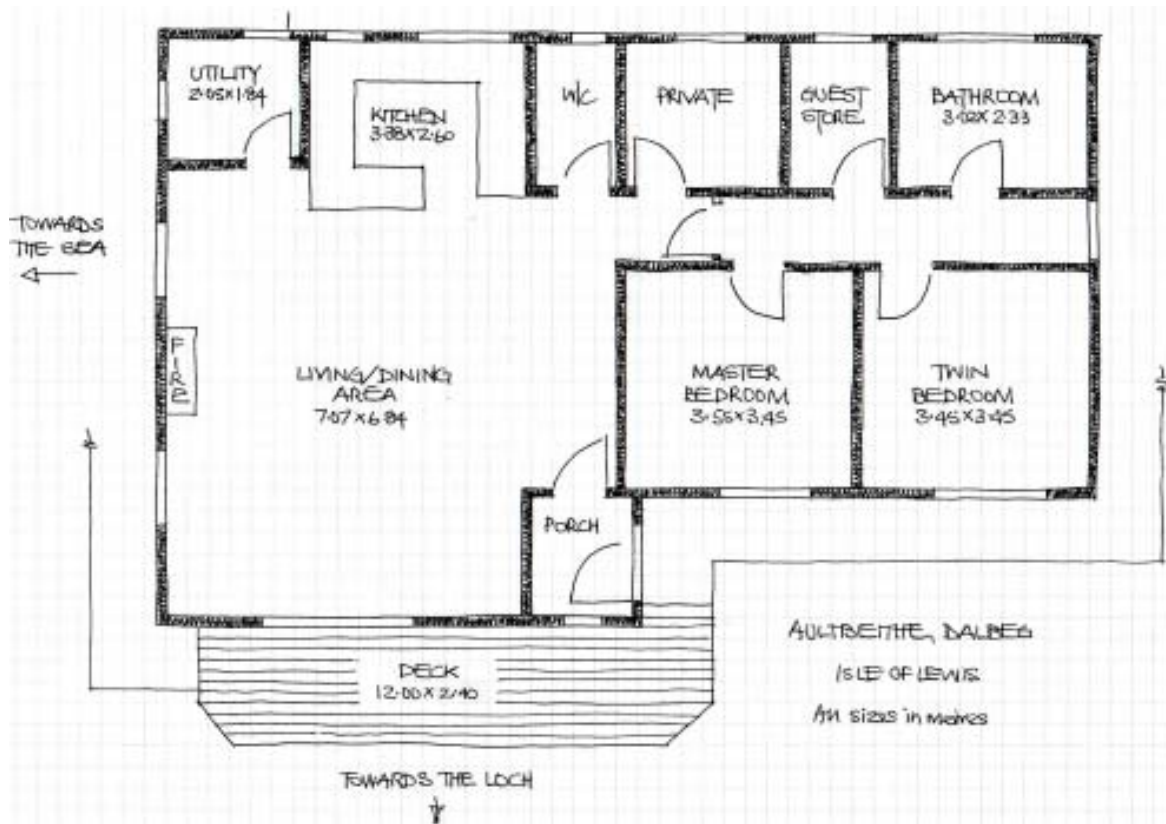 UTILITY
2.05 x 1.84
KITCHEN
3.38 x 2.60
W/C
PRIVATE
GUEST
STORE
BATHROOM
3.02 x 2.33
TOWARDS
THE SEA
FIRE
LIVING/DINING
AREA
7.07 x 6.84
MASTER
BEDROOM
3.55 x 3.45
TWIN
BEDROOM
3.45 x 3.45
PORCH
DECK
12.00 x 2.40
AULTBEITHE, DALBEG
ISLE OF LEWIS
All sizes in metres
TOWARDS THE LOCH